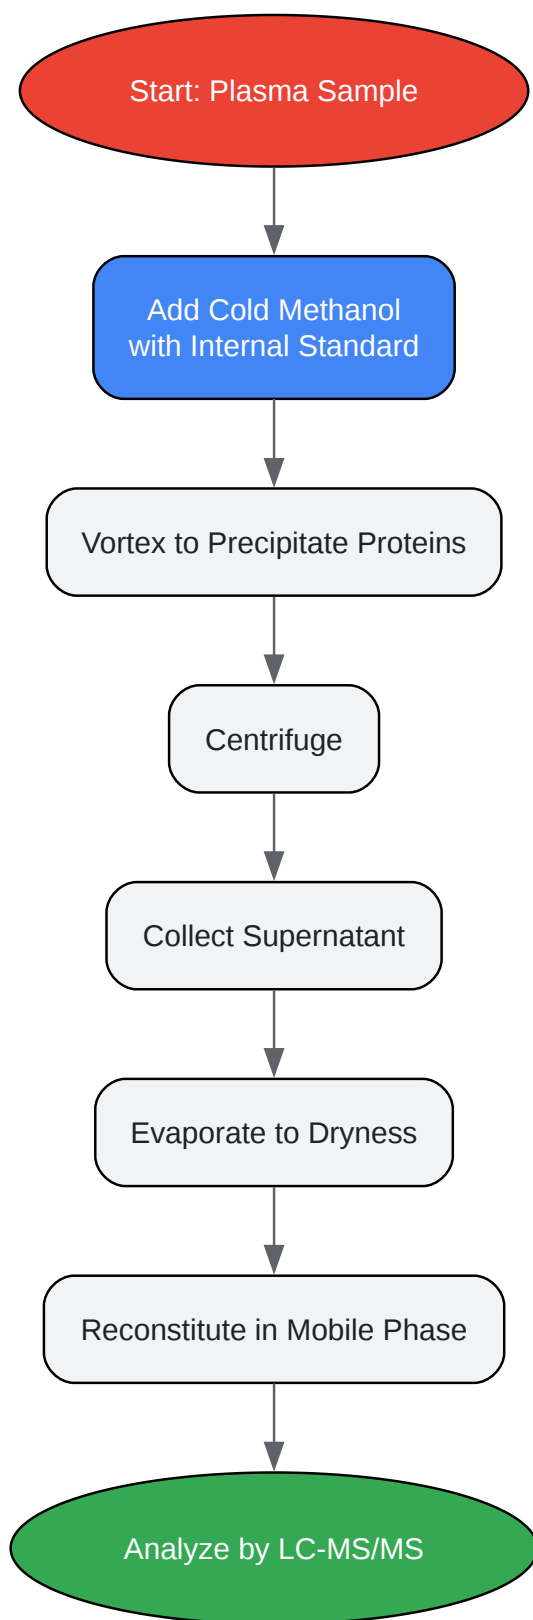 Start: Plasma Sample
Add Cold Methanol
with Internal Standard
Vortex to Precipitate Proteins
Centrifuge
Collect Supernatant
Evaporate to Dryness
Reconstitute in Mobile Phase
Analyze by LC-MS/MS